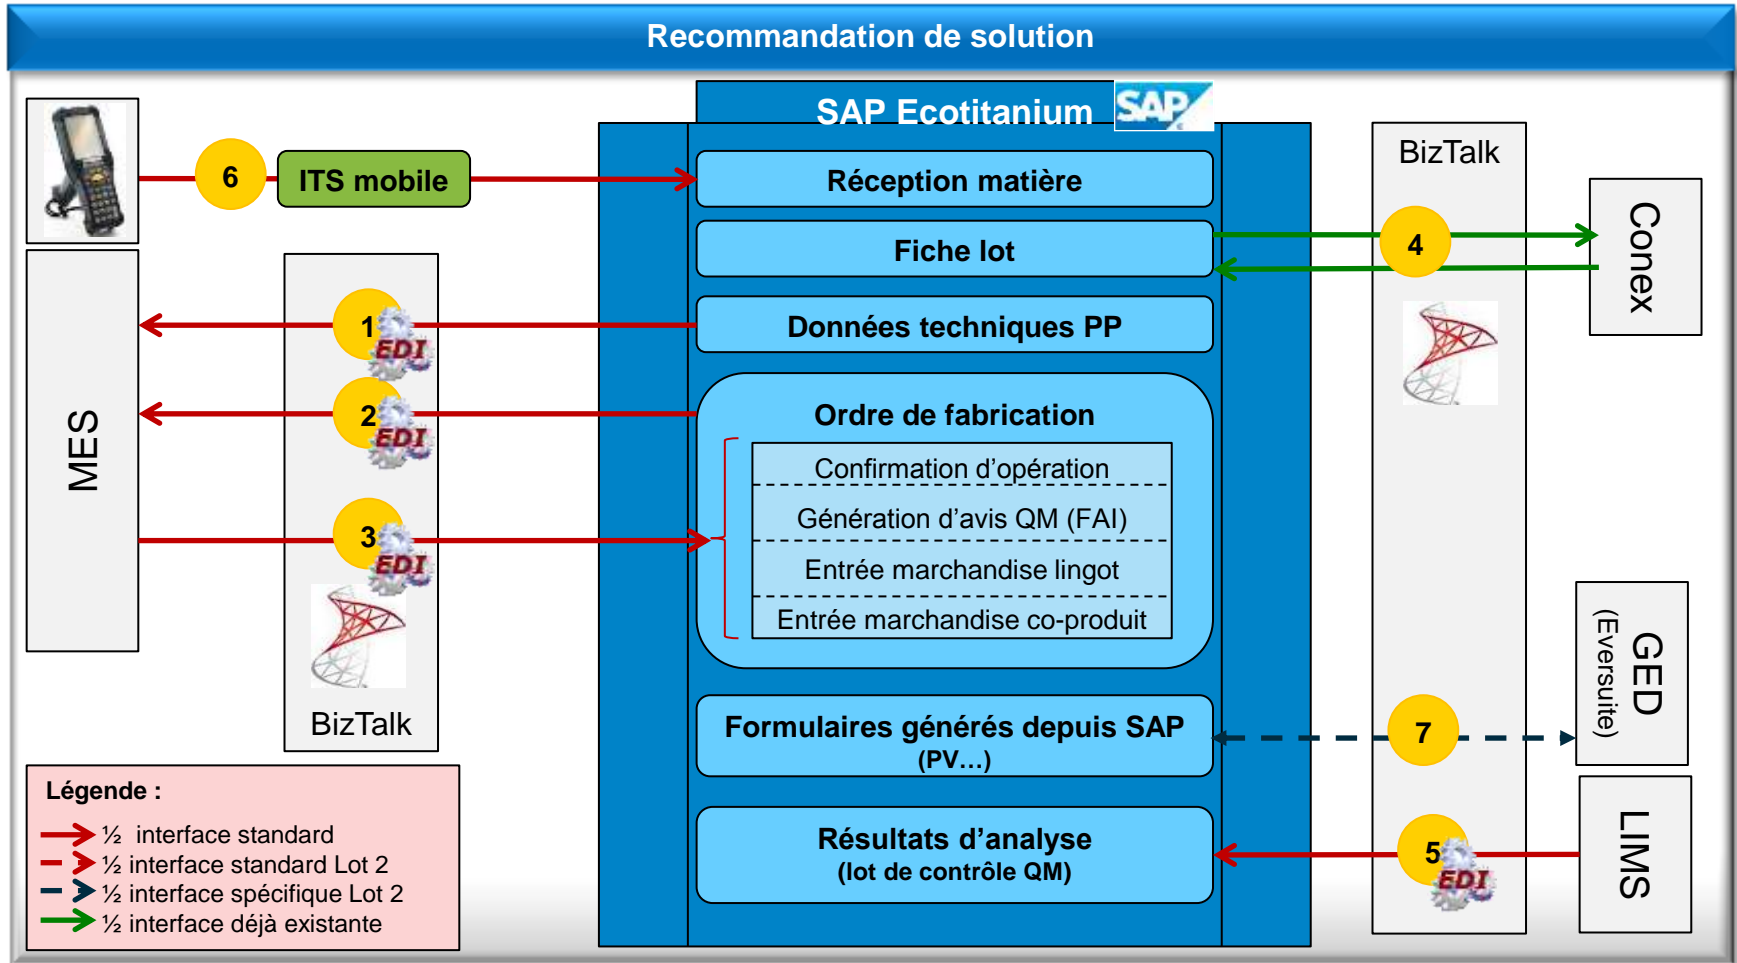 Recommandation de solution
SAP Ecotitanium
SAP
6
ITS mobile
Réception matière
BizTalk
Conex
Fiche lot
4
MES
1
EDI
Données techniques PP
2
EDI
Ordre de fabrication
Confirmation d'opération
Génération d'avis QM (FAI)
3
EDI
Entrée marchandise lingot
Entrée marchandise co-produit
BizTalk
GED
(Eversuite)
Formulaires générés depuis SAP
(PV...)
7
Résultats d'analyse
(lot de contrôle QM)
5
EDI
LIMS
Légende :
½ interface standard
½ interface standard Lot 2
½ interface spécifique Lot 2
½ interface déjà existante